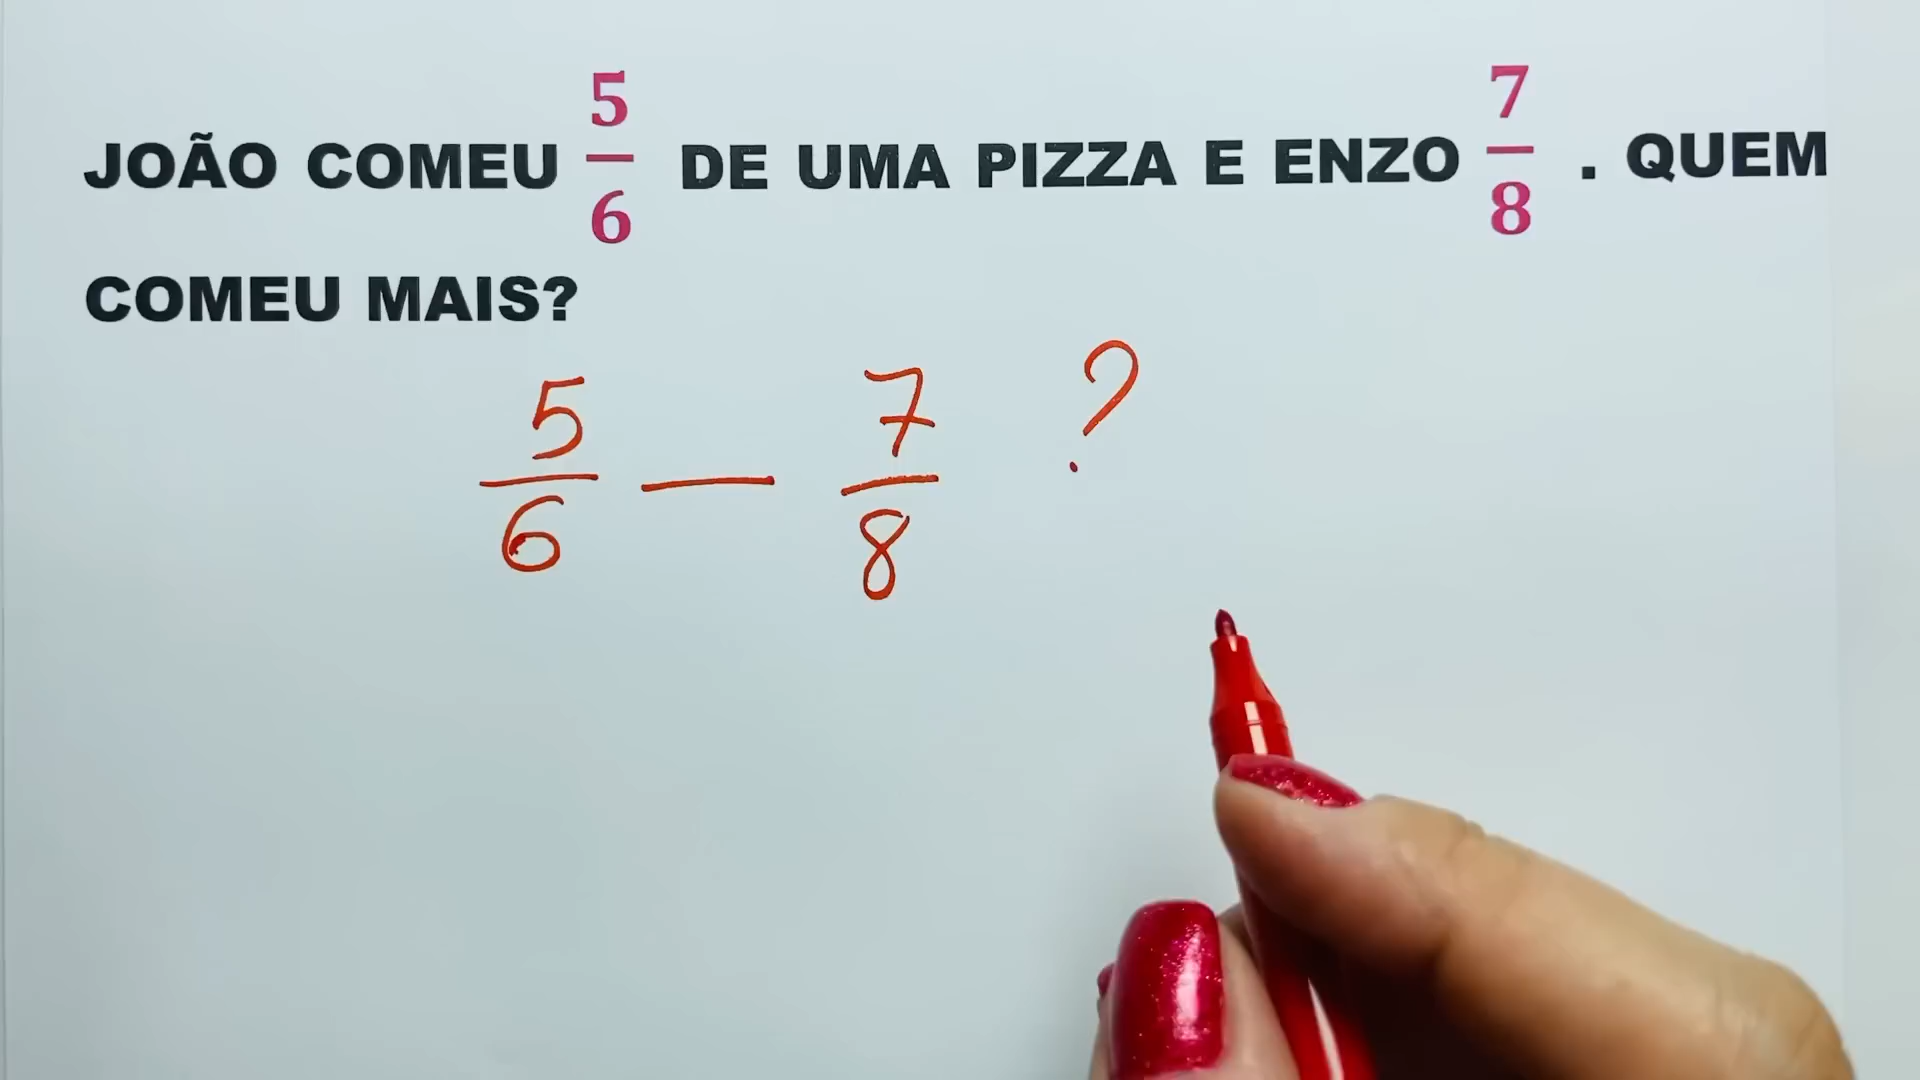 JOÃO COMEU 5/6 DE UMA PIZZA E ENZO 7/8 . QUEM
COMEU MAIS?
5/6 — 7/8 ?